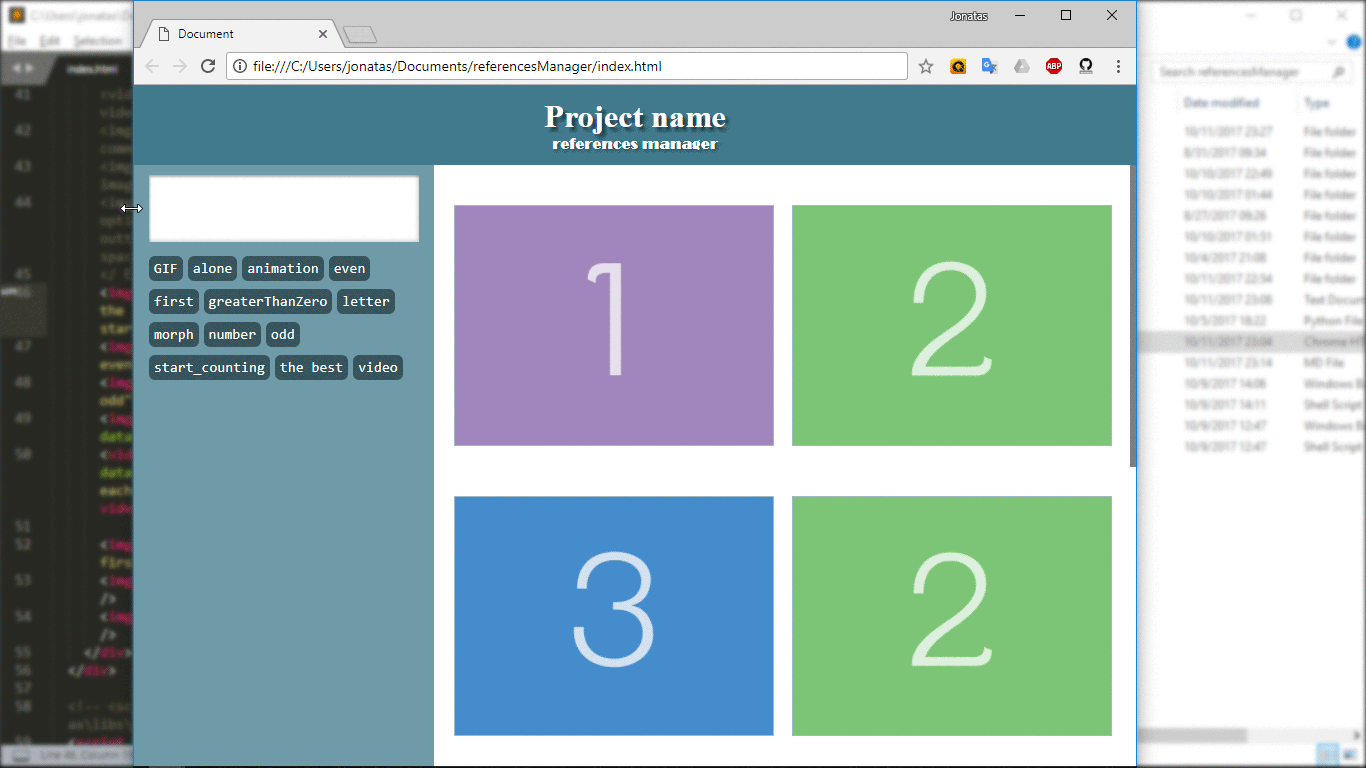 Jonatas
Document
file:///C:/Users/jonatas/Documents/referencesManager/index.html
ABP
Project name
references manager
GIF alone animation even
first greaterThanZero letter
morph number odd
start_counting the best video
1 2
3 2
File Edit Selection
index.html
41
42
43
44
45
46
47
48
49
50
51
52
53
54
55
56
57
58
59
Search referencesManager
Date modified Type
10/11/2017 23:27 File folder
8/31/2017 09:34 File folder
10/10/2017 22:49 File folder
10/10/2017 01:44 File folder
8/27/2017 09:26 File folder
10/10/2017 01:51 File folder
10/4/2017 21:08 File folder
10/11/2017 22:54 File folder
10/11/2017 23:08 Text Docum
10/5/2017 18:22 Python File
10/11/2017 23:04 Chrome HT
10/11/2017 23:14 MD File
10/9/2017 14:06 Windows Ba
10/9/2017 14:11 Shell Script
10/9/2017 12:47 Windows Ba
10/9/2017 12:47 Shell Script